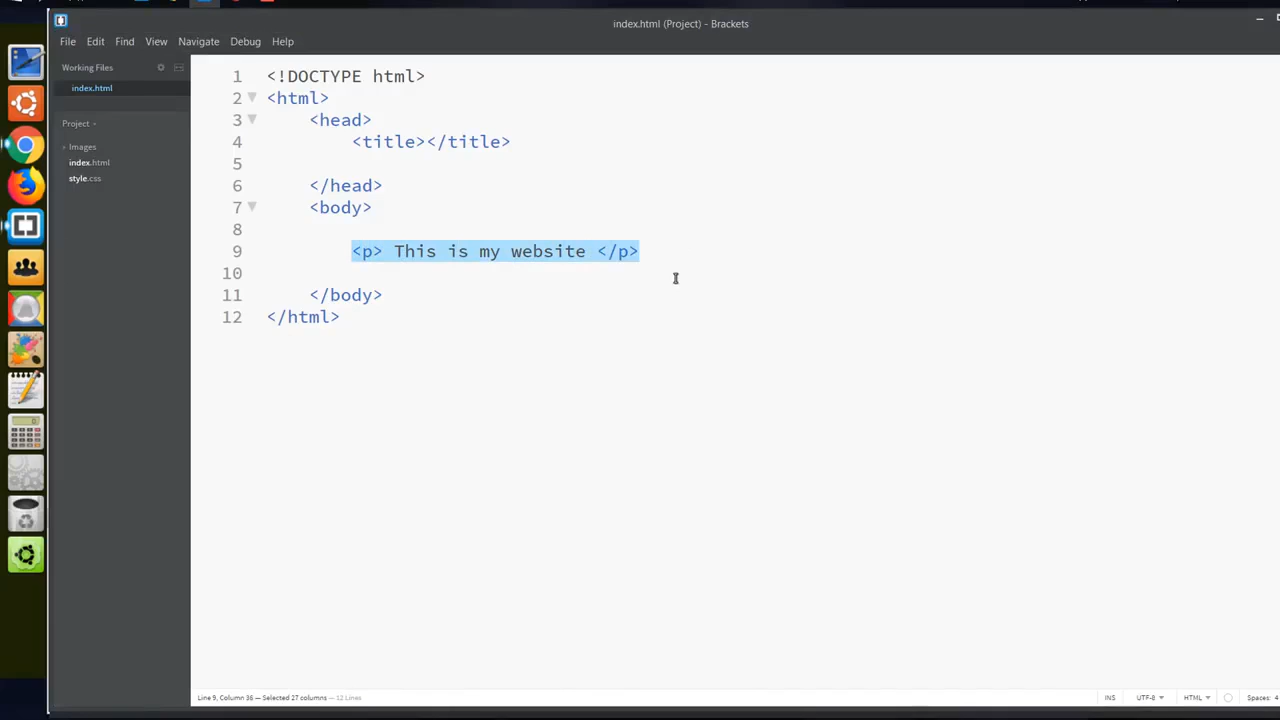 index.html (Project) - Brackets
File Edit Find View Navigate Debug Help
Working Files
index.html
Project
Images
index.html
style.css
1 <!DOCTYPE html>
2 <html>
3 <head>
4 <title></title>
5
6 </head>
7 <body>
8
9 <p> This is my website </p>
10
11 </body>
12 </html>
Line 9, Column 36 — Selected 27 columns — 12 Lines INS UTF-8 HTML Spaces: 4